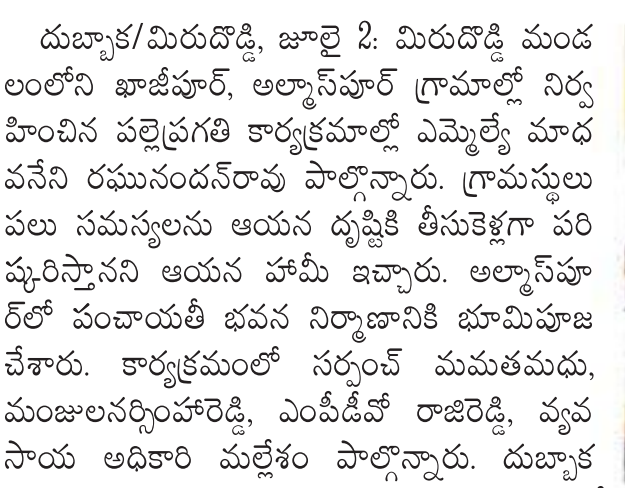 దుబ్బాక/మిరుదొడ్డి, జూలై 2: మిరుదొడ్డి మండ
లంలోని ఖాజీపూర్, అల్మాస్‌పూర్ గ్రామాల్లో నిర్వ
హించిన పల్లెప్రగతి కార్యక్రమాల్లో ఎమ్మెల్యే మాధ
వనేని రఘునందన్‌రావు పాల్గొన్నారు. గ్రామస్థులు
పలు సమస్యలను ఆయన దృష్టికి తీసుకెళ్లగా పరి
ష్కరిస్తానని ఆయన హామీ ఇచ్చారు. అల్మాస్‌పూ
ర్‌లో పంచాయతీ భవన నిర్మాణానికి భూమిపూజ
చేశారు. కార్యక్రమంలో సర్పంచ్ మమతమధు,
మంజులనర్సింహారెడ్డి, ఎంపీడీవో రాజిరెడ్డి, వ్యవ
సాయ అధికారి మల్లేశం పాల్గొన్నారు. దుబ్బాక